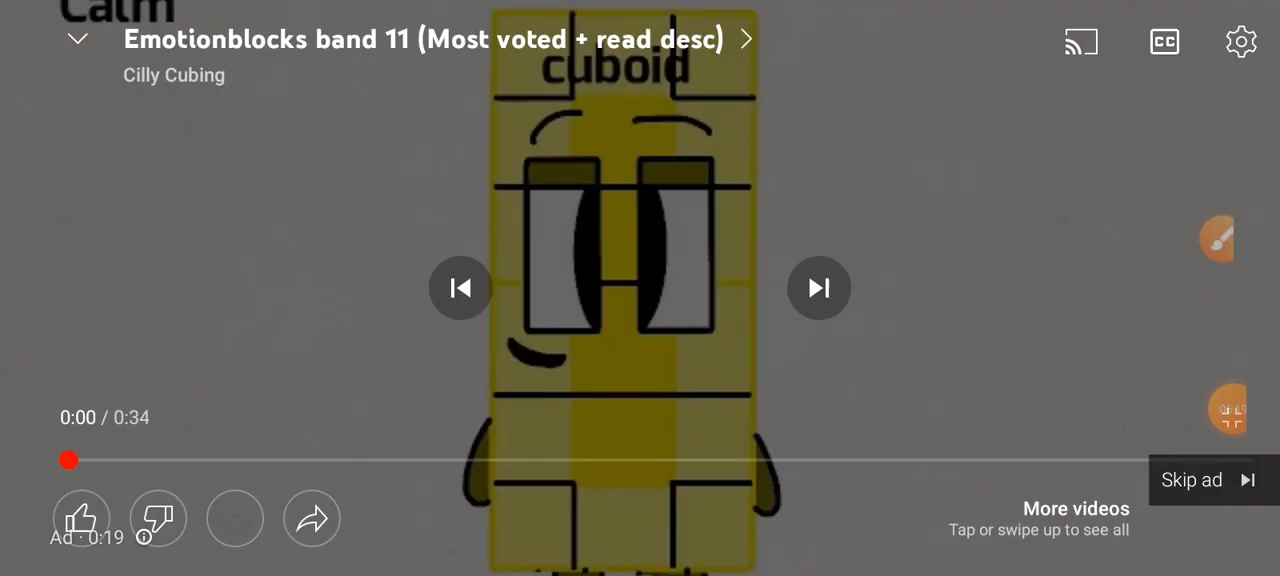 Calm
Emotionblocks band 11 (Most voted + read desc)
Cilly Cubing
CC
cuboid
0:00 / 0:34
Skip ad
More videos
Tap or swipe up to see all
Ad · 0:19